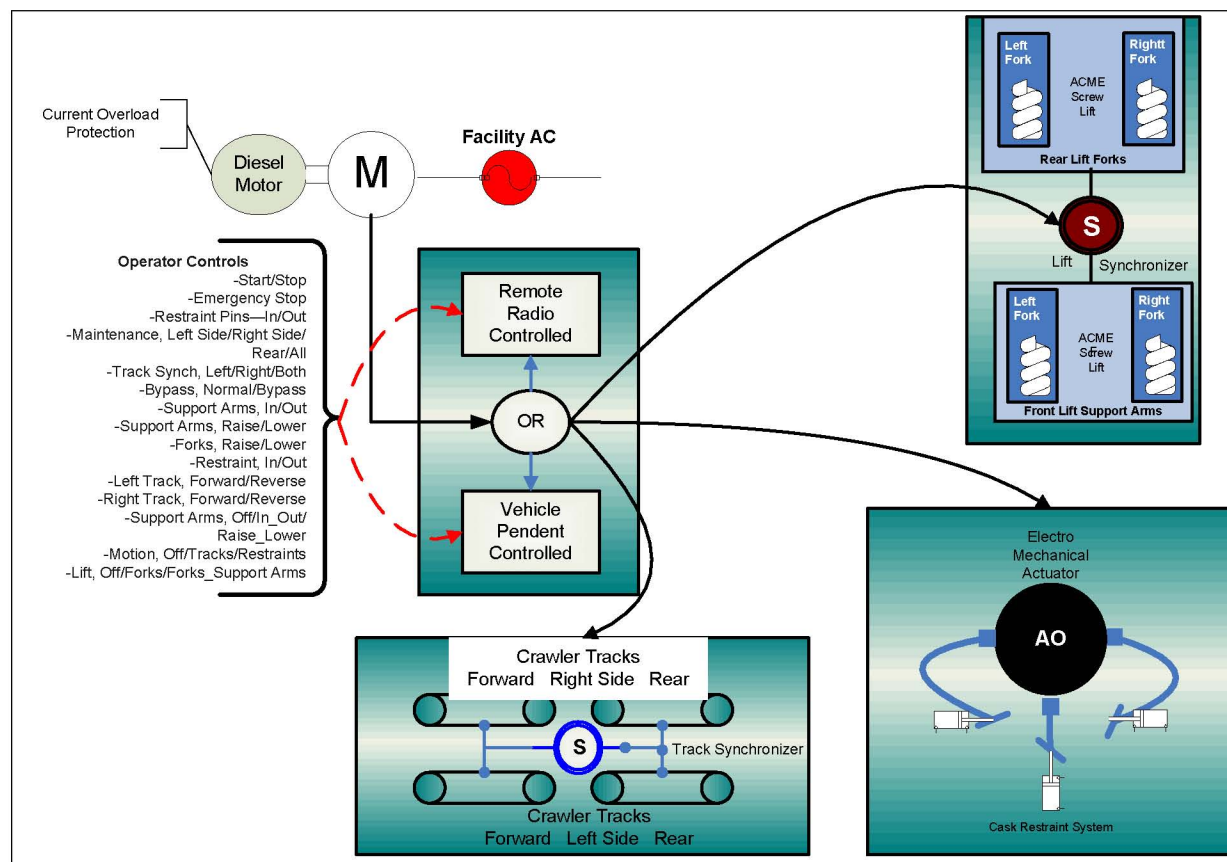 Current Overload
Protection
Diesel
Motor
M
Facility AC
Operator Controls
-Start/Stop
-Emergency Stop
-Restraint Pins—In/Out
-Maintenance, Left Side/Right Side/
Rear/All
-Track Synch, Left/Right/Both
-Bypass, Normal/Bypass
-Support Arms, In/Out
-Support Arms, Raise/Lower
-Forks, Raise/Lower
-Restraint, In/Out
-Left Track, Forward/Reverse
-Right Track, Forward/Reverse
-Support Arms, Off/In_Out/
Raise_Lower
-Motion, Off/Tracks/Restraints
-Lift, Off/Forks/Forks_Support Arms
Remote
Radio
Controlled
OR
Vehicle
Pendent
Controlled
Left
Fork
ACME
Screw
Lift
Rightt
Fork
Rear Lift Forks
S
Lift Synchronizer
Left
Fork
ACME
Screw
Lift
Right
Fork
Front Lift Support Arms
Crawler Tracks
Forward Right Side Rear
S
Track Synchronizer
Crawler Tracks
Forward Left Side Rear
Electro
Mechanical
Actuator
AO
Cask Restraint System